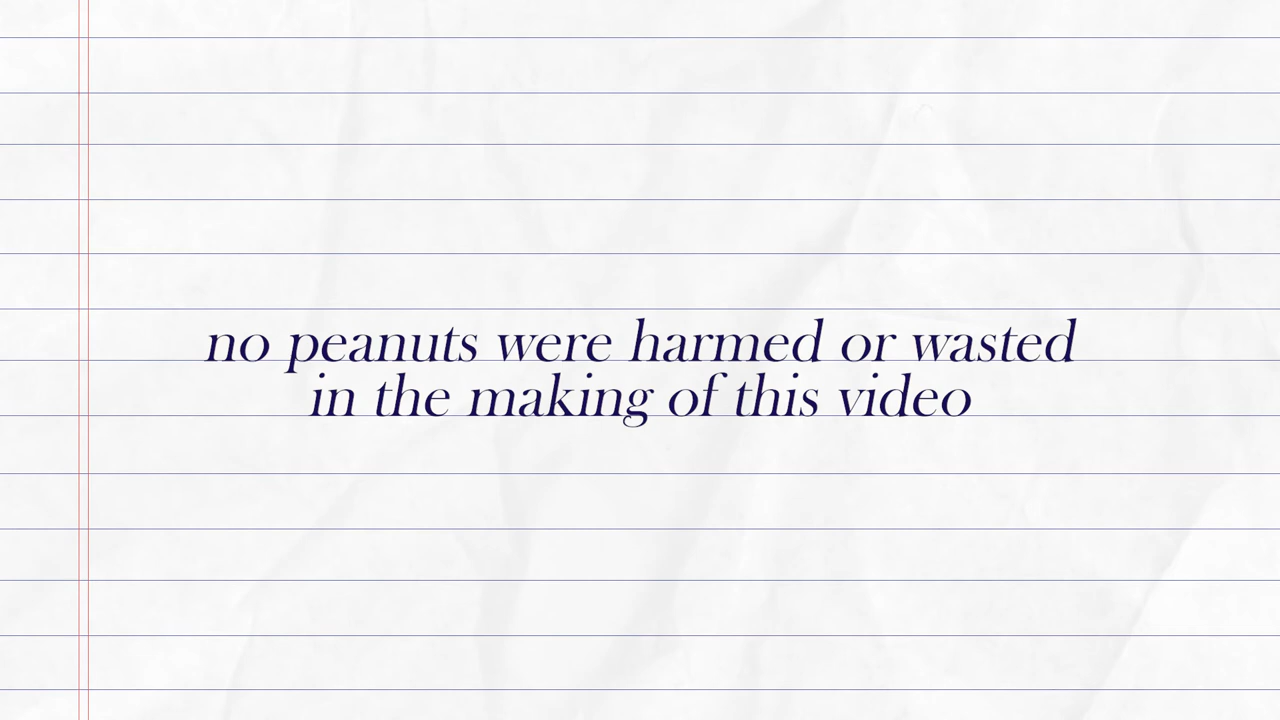 no peanuts were harmed or wasted
in the making of this video